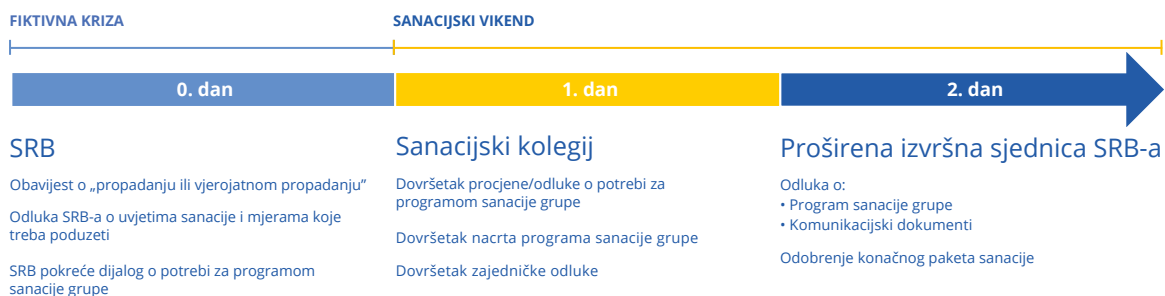 FIKTIVNA KRIZA
SANACIJSKI VIKEND
0. dan
1. dan
2. dan
SRB
Obavijest o „propadanju ili vjerojatnom propadanju”
Odluka SRB-a o uvjetima sanacije i mjerama koje
treba poduzeti
SRB pokreće dijalog o potrebi za programom
sanacije grupe
Sanacijski kolegij
Dovršetak procjene/odluke o potrebi za
programom sanacije grupe
Dovršetak nacrta programa sanacije grupe
Dovršetak zajedničke odluke
Proširena izvršna sjednica SRB-a
Odluka o:
• Program sanacije grupe
• Komunikacijski dokumenti
Odobrenje konačnog paketa sanacije